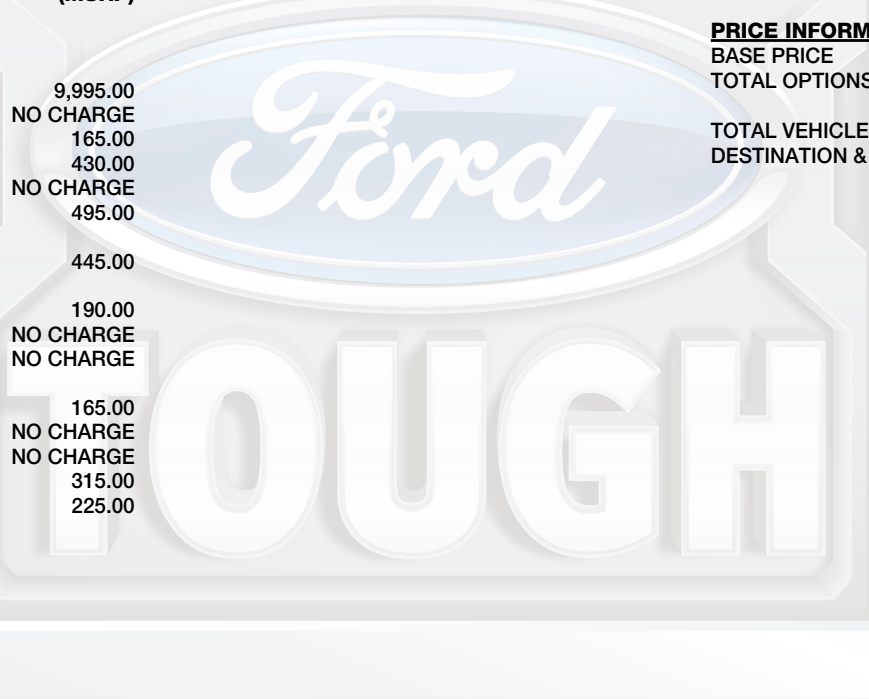 9,995.00
NO CHARGE
165.00
430.00
NO CHARGE
495.00
445.00
190.00
NO CHARGE
NO CHARGE
165.00
NO CHARGE
NO CHARGE
315.00
225.00
PRICE INFORM
BASE PRICE
TOTAL OPTIONS
TOTAL VEHICLE
DESTINATION &
Ford
TOUGH